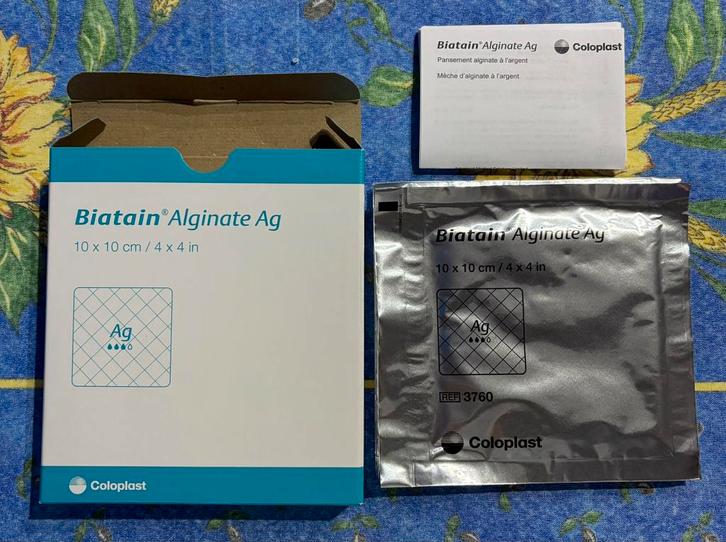 Biatain® Alginate Ag
10 x 10 cm / 4 x 4 in
Ag
Coloplast
Biatain® Alginate Ag
Coloplast
Pansement alginate à l'argent
Mèche d'alginate à l'argent
Biatain® Alginate Ag
10 x 10 cm / 4 x 4 in
Ag
REF 3760
Coloplast